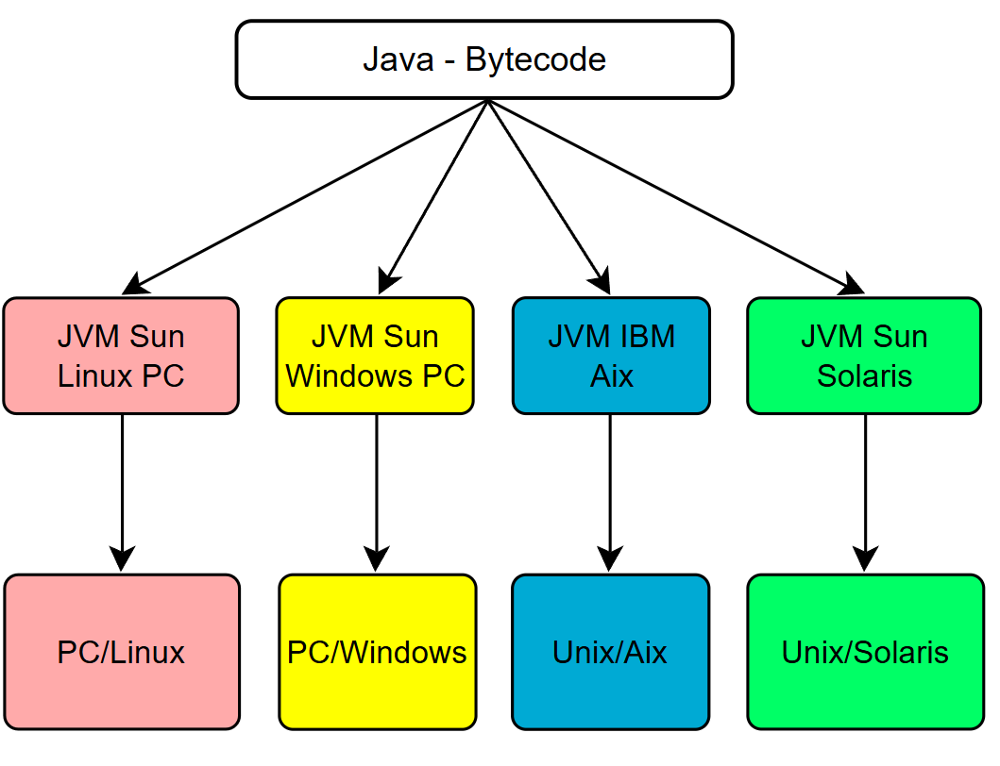 Java - Bytecode
JVM Sun
Linux PC
JVM Sun
Windows PC
JVM IBM
Aix
JVM Sun
Solaris
PC/Linux
PC/Windows
Unix/Aix
Unix/Solaris